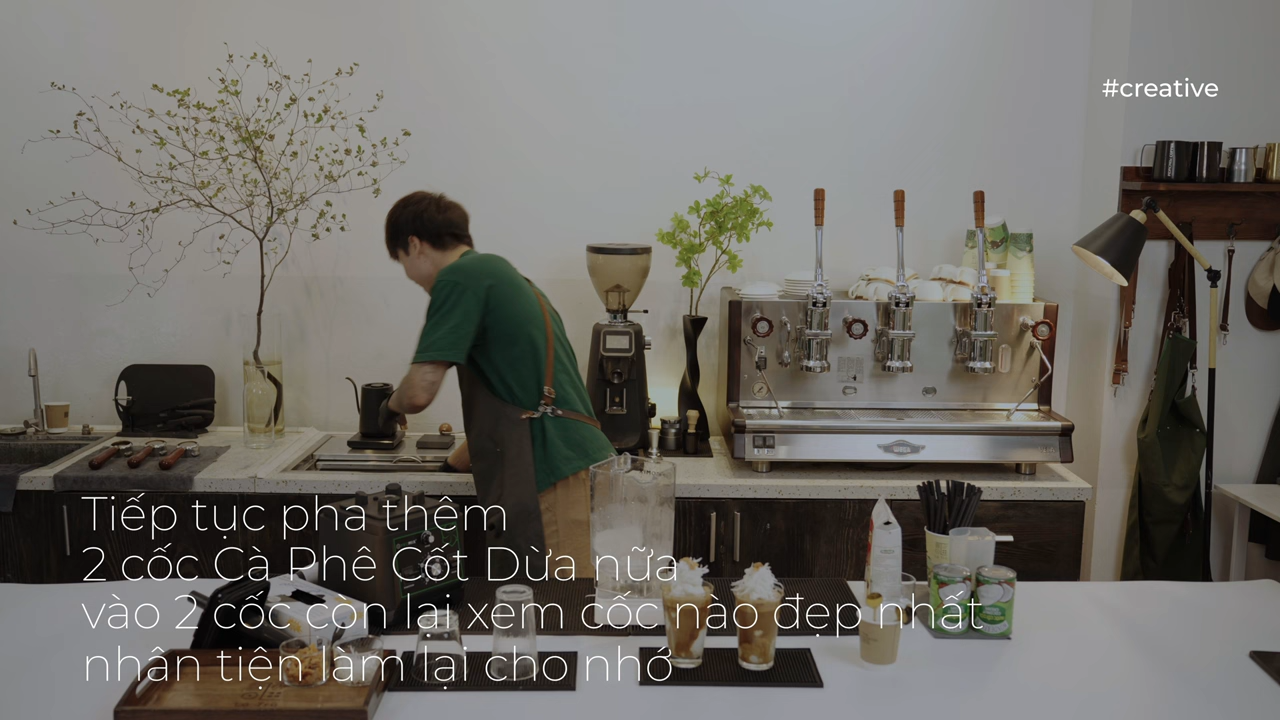 #creative
Tiếp tục pha thêm
2 cốc Cà Phê Cốt Dừa nữa
vào 2 cốc còn lại xem cốc nào đẹp nhất
nhân tiện làm lại cho nhớ